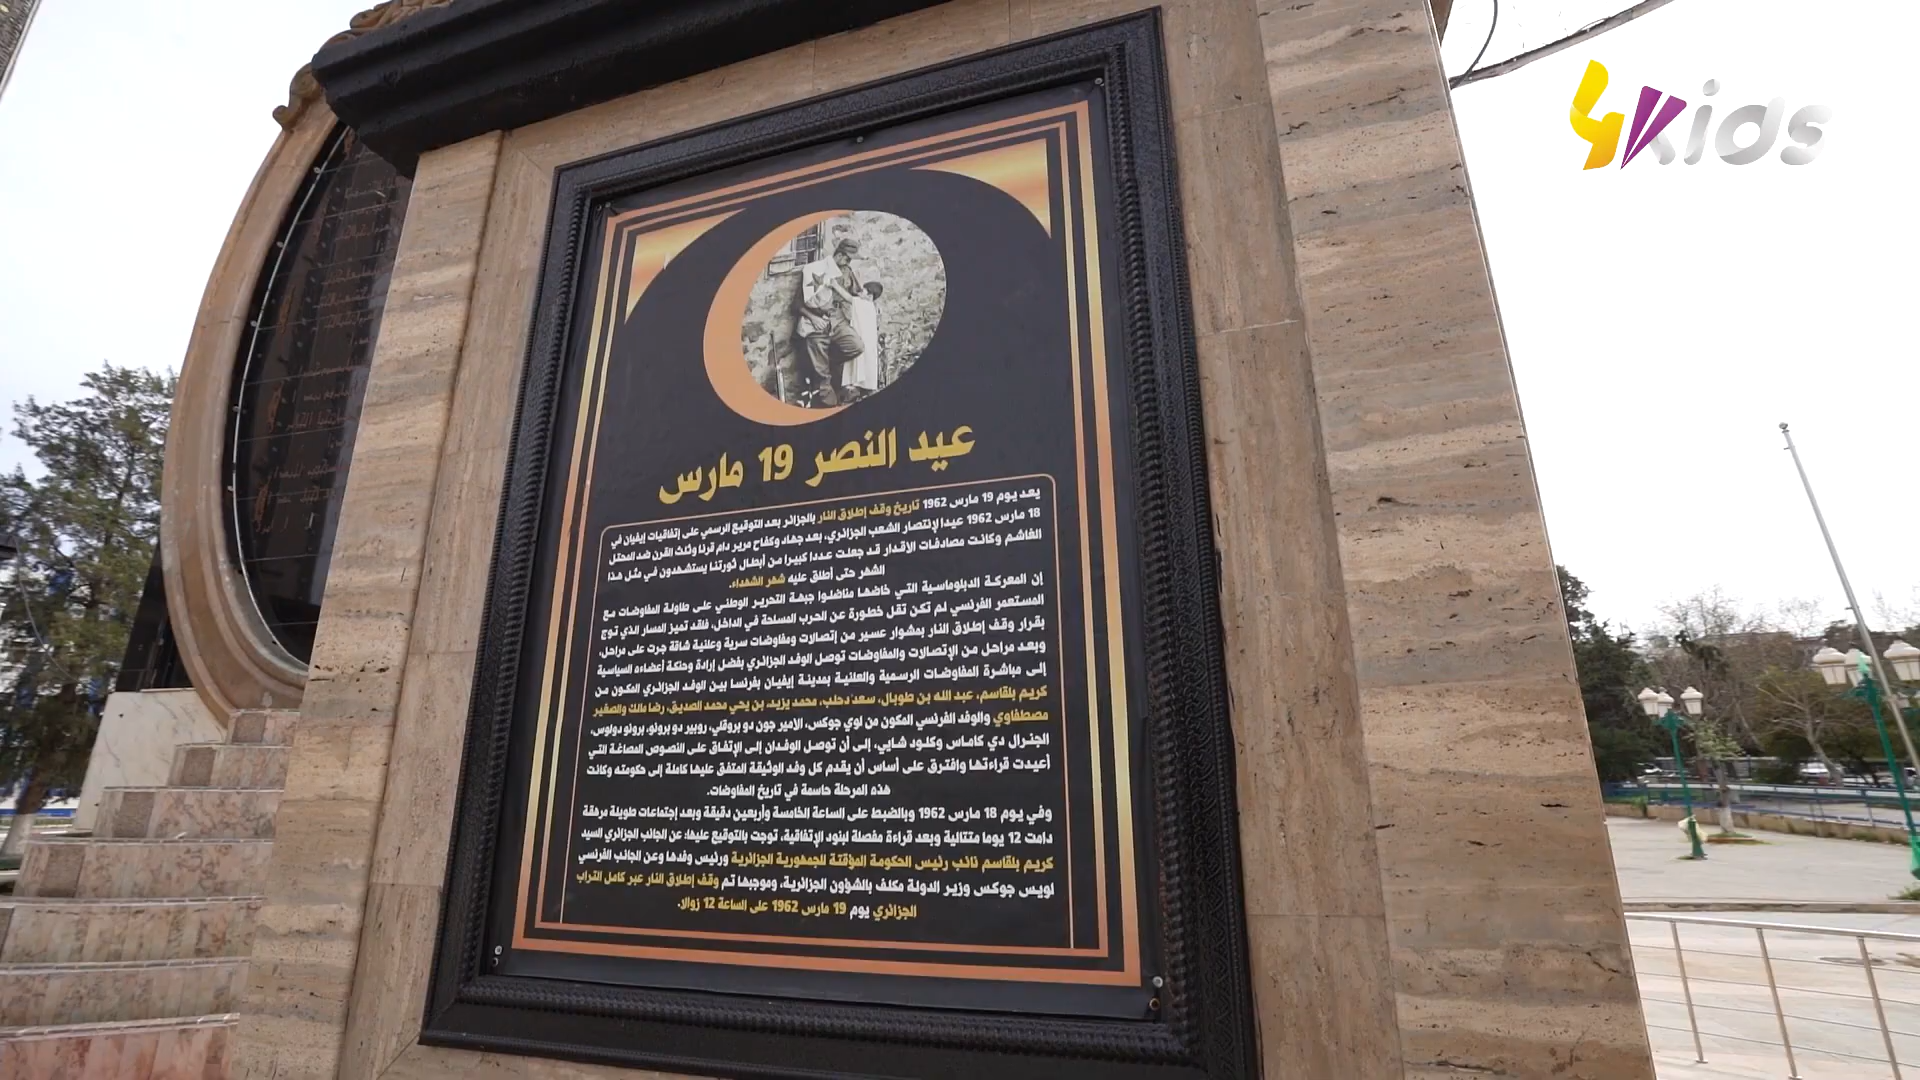 4Kids
عيد النصر 19 مارس
يعد يوم 19 مارس 1962 تاريخ وقف إطلاق النار بالجزائر بعد التوقيع الرسمي على إتفاقيات إيفيان في
18 مارس 1962 عيدا لإنتصار الشعب الجزائري، بعد جهاد وكفاح مرير دام قرنا وثلث القرن ضد المحتل
الغاشم وكانت مصادفات الأقدار قد جعلت عددا كبيرا من أبطال ثورتنا يستشهدون في مثل هذا
الشهر حتى أطلق عليه شهر الشهداء.
إن المعركة الدبلوماسية التي خاضها مناضلوا جبهة التحرير الوطني على طاولة المفاوضات مع
المستعمر الفرنسي لم تكن تقل خطورة عن الحرب المسلحة في الداخل، فلقد تميز المسار الذي توج
بقرار وقف إطلاق النار بمشوار عسير من إتصالات ومفاوضات سرية وعلنية شاقة جرت على مراحل،
وبعد مراحل من الإتصالات والمفاوضات توصل الوفد الجزائري بفضل إرادة وحنكة أعضاءه السياسية
إلى مباشرة المفاوضات الرسمية والعلنية بمدينة إيفيان بفرنسا بين الوفد الجزائري المكون من
كريم بلقاسم، عبد الله بن طوبال، سعد دحلب، محمد يزيد، بن يحي محمد الصديق، رضا مالك والصغير
مصطفاوي والوفد الفرنسي المكون من لوي جوكس، الامير جون دو بروقلي، روبير دو برونو، برونو دولوس،
الجنرال دي كاماس وكلود شايي، إلى أن توصل الوفدان إلى الإتفاق على النصوص المصاغة التي
أعيدت قراءتها وافترق على أساس أن يقدم كل وفد الوثيقة المتفق عليها كاملة إلى حكومته وكانت
هذه المرحلة حاسمة في تاريخ المفاوضات.
وفي يوم 18 مارس 1962 وبالضبط على الساعة الخامسة وأربعين دقيقة وبعد إجتماعات طويلة مرهقة
دامت 12 يوما متتالية وبعد قراءة مفصلة لبنود الإتفاقية، توجت بالتوقيع عليها: عن الجانب الجزائري السيد
كريم بلقاسم نائب رئيس الحكومة المؤقتة للجمهورية الجزائرية ورئيس وفدها وعن الجانب الفرنسي
لويس جوكس وزير الدولة مكلف بالشؤون الجزائرية، وموجبها تم وقف إطلاق النار عبر كامل التراب
الجزائري يوم 19 مارس 1962 على الساعة 12 زوالا.